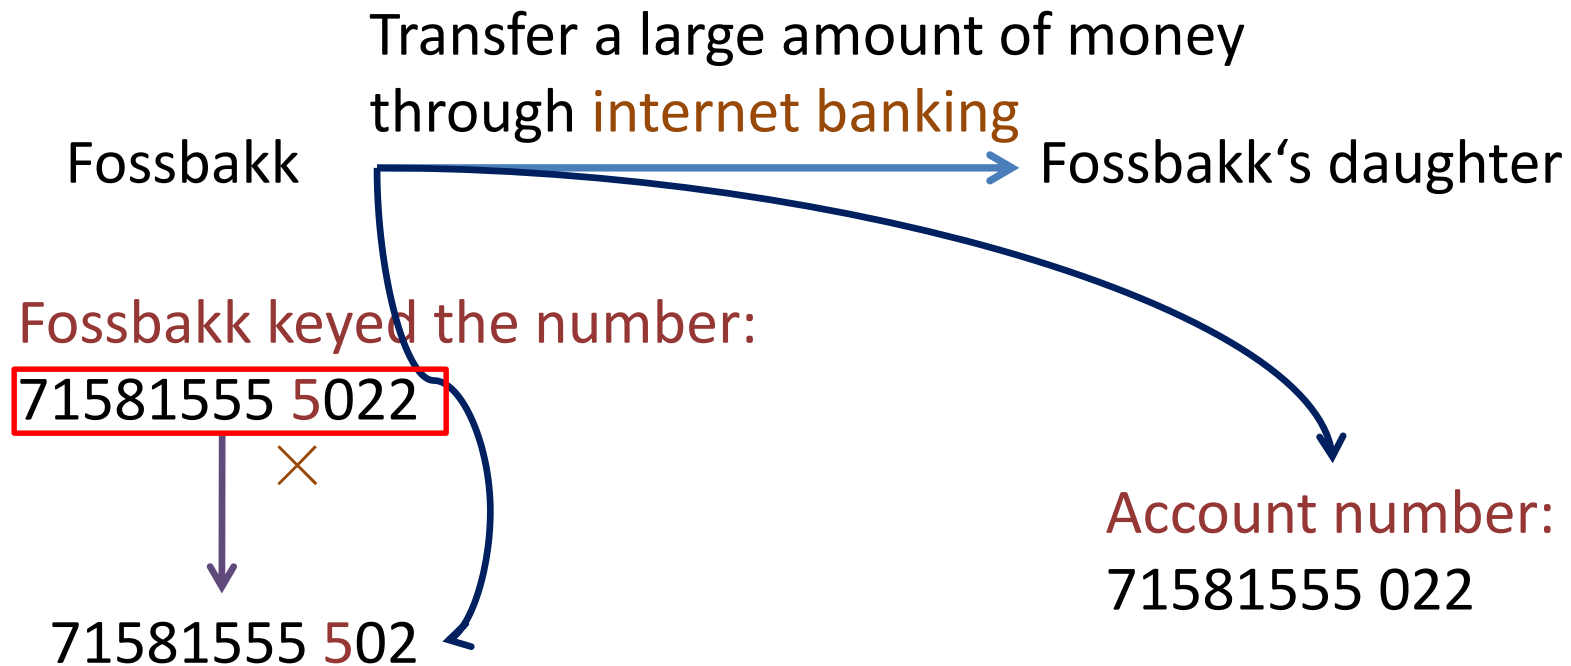 Transfer a large amount of money
through internet banking
Fossbakk
Fossbakk‘s daughter
Fossbakk keyed the number:
71581555 5022
71581555 502
Account number:
71581555 022